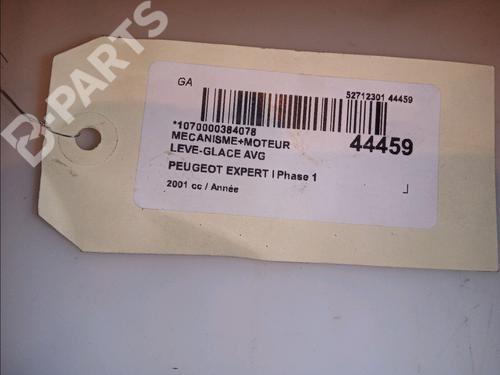 B-PARTS
GA
52712301 44459
*1070000384078
MECANISME+MOTEUR
44459
LEVE-GLACE AVG
PEUGEOT EXPERT I Phase 1
2001 cc / Année